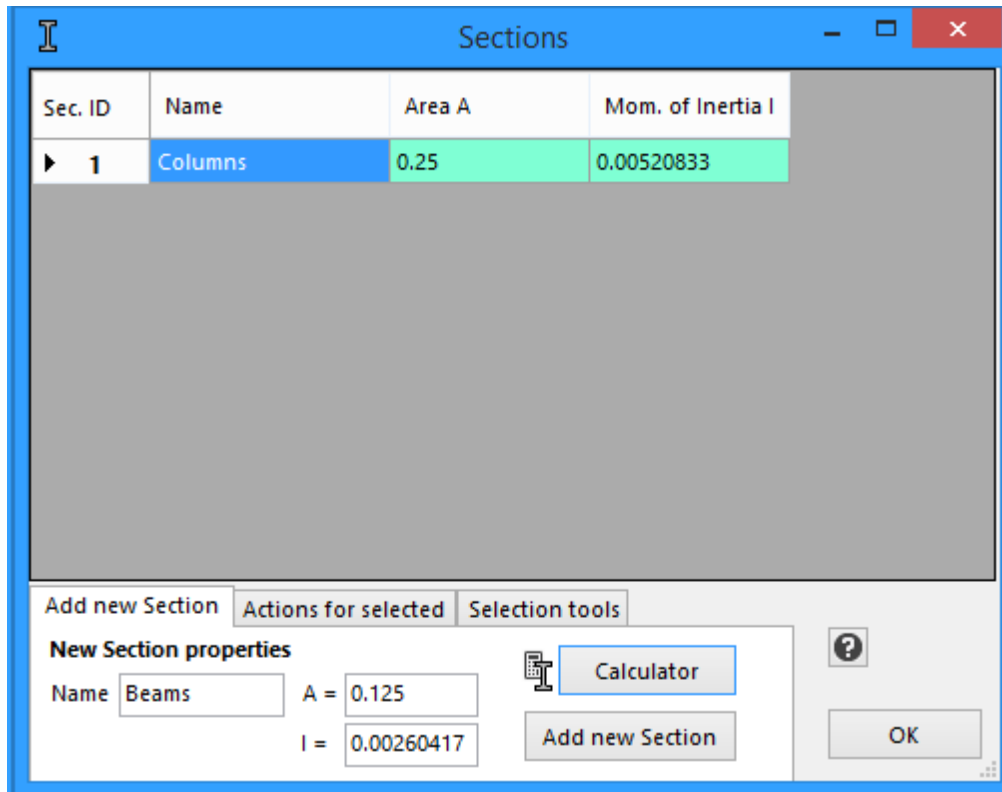 Sections
Sec. ID Name Area A Mom. of Inertia I
1 Columns 0.25 0.00520833
Add new Section Actions for selected Selection tools
New Section properties
Name Beams A = 0.125 Calculator
I = 0.00260417 Add new Section OK